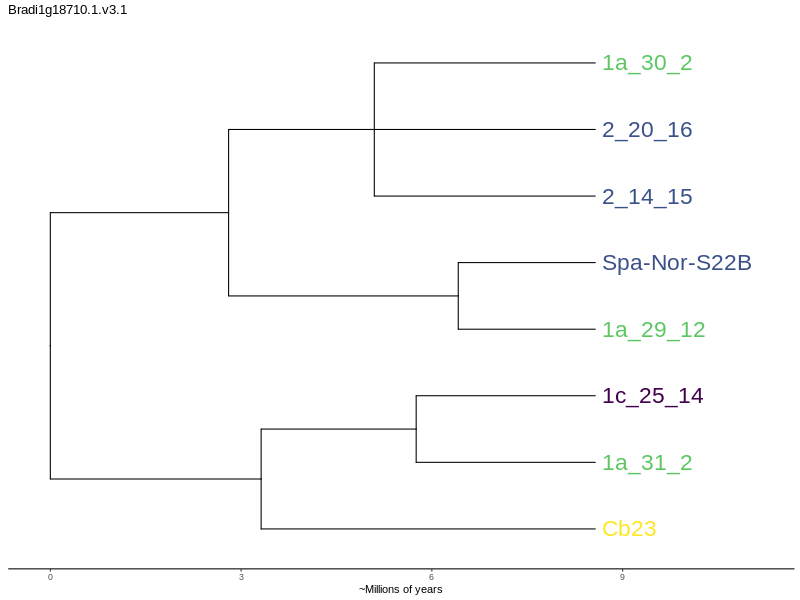 Bradi1g18710.1.v3.1
1a_30_2
2_20_16
2_14_15
Spa-Nor-S22B
1a_29_12
1c_25_14
1a_31_2
Cb23
0 3 6 9
~Millions of years